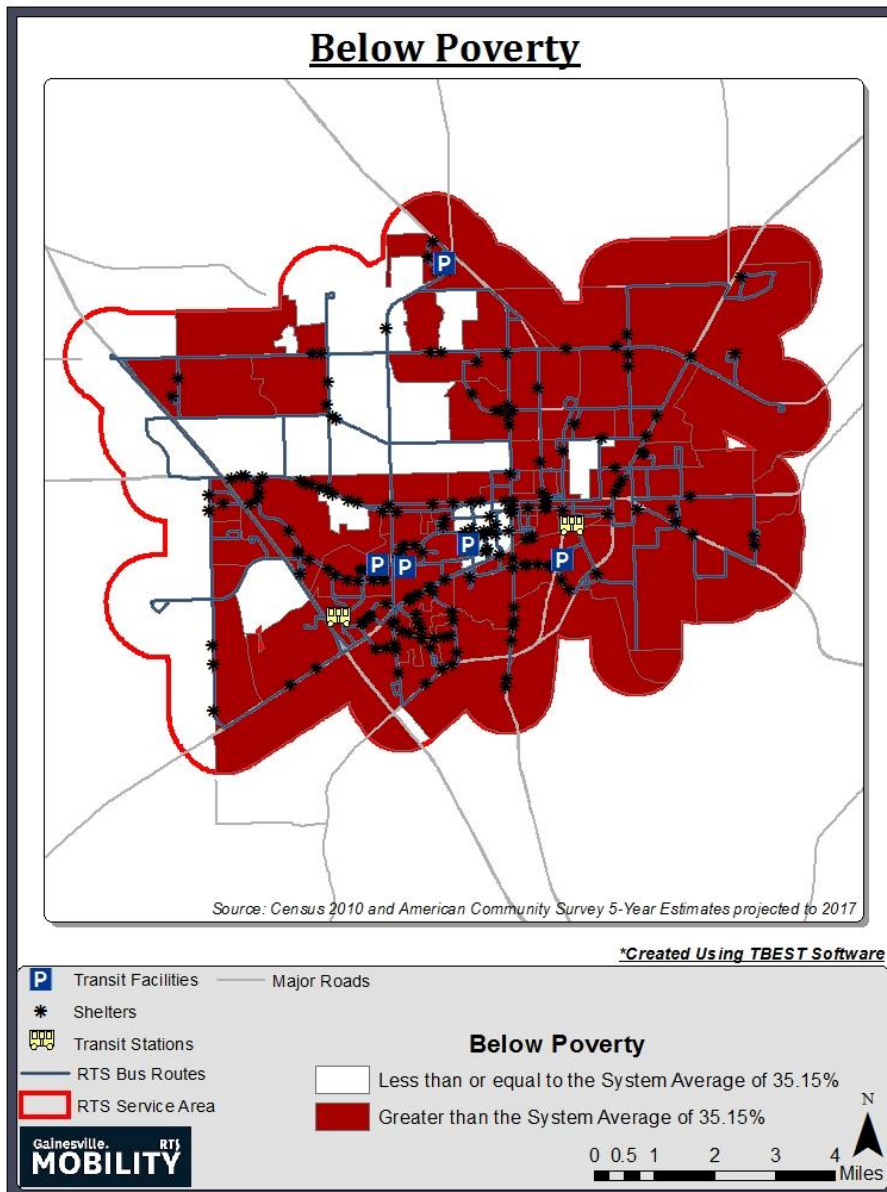 Below Poverty
P
P
P
P
P
Source: Census 2010 and American Community Survey 5-Year Estimates projected to 2017
*Created Using TBEST Software
P Transit Facilities Major Roads
Shelters
Transit Stations
RTS Bus Routes
RTS Service Area
Below Poverty
Less than or equal to the System Average of 35.15%
Greater than the System Average of 35.15%
N
0 0.5 1 2 3 4
Miles
Gainesville. RTS
MOBILITY